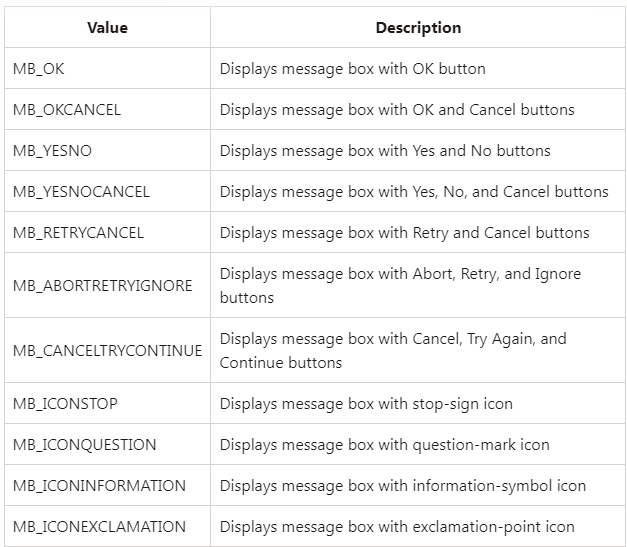 Value Description
MB_OK Displays message box with OK button
MB_OKCANCEL Displays message box with OK and Cancel buttons
MB_YESNO Displays message box with Yes and No buttons
MB_YESNOCANCEL Displays message box with Yes, No, and Cancel buttons
MB_RETRYCANCEL Displays message box with Retry and Cancel buttons
MB_ABORTRETRYIGNORE Displays message box with Abort, Retry, and Ignore
buttons
MB_CANCELTRYCONTINUE Displays message box with Cancel, Try Again, and
Continue buttons
MB_ICONSTOP Displays message box with stop-sign icon
MB_ICONQUESTION Displays message box with question-mark icon
MB_ICONINFORMATION Displays message box with information-symbol icon
MB_ICONEXCLAMATION Displays message box with exclamation-point icon